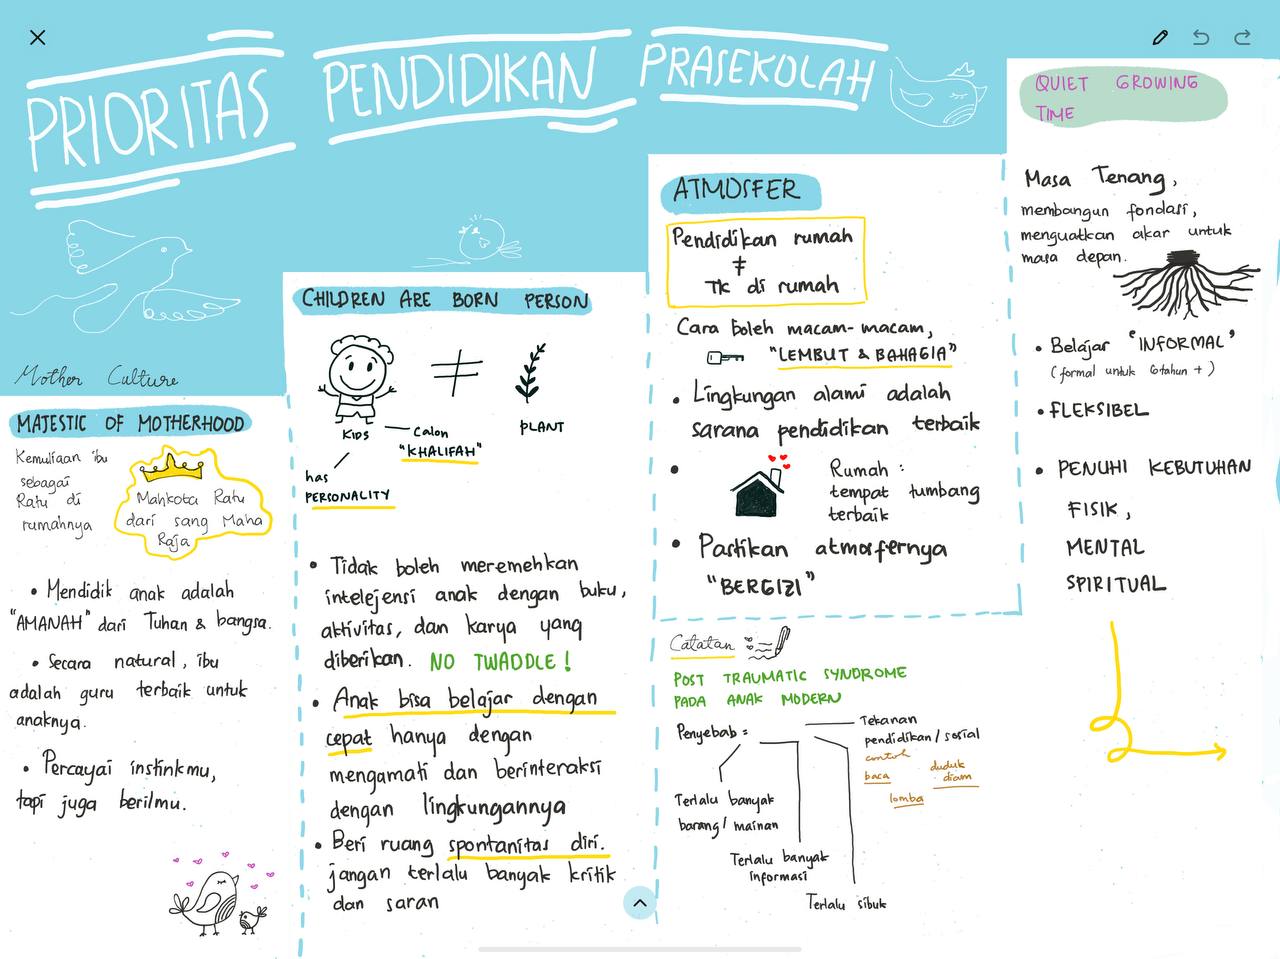 PRIORITAS PENDIDIKAN PRASEKOLAH
Mother Culture
MAJESTIC OF MOTHERHOOD
Kemuliaan ibu
sebagai
Ratu di
rumahnya
Mahkota Ratu
dari sang Maha
Raja
• Mendidik anak adalah
"AMANAH" dari Tuhan & bangsa.
• Secara natural, ibu
adalah guru terbaik untuk
anaknya.
• Percayai instinkmu,
tapi juga berilmu.
CHILDREN ARE BORN PERSON
KIDS
Calon
"KHALIFAH"
PLANT
has
PERSONALITY
• Tidak boleh meremehkan
intelejensi anak dengan buku,
aktivitas, dan karya yang
diberikan. NO TWADDLE!
• Anak bisa belajar dengan
cepat hanya dengan
mengamati dan berinteraksi
dengan lingkungannya
• Beri ruang spontanitas diri.
jangan terlalu banyak kritik
dan saran
ATMOSFER
Pendidikan rumah
≠
TK di rumah
Cara boleh macam-macam,
"LEMBUT & BAHAGIA"
• Lingkungan alami adalah
sarana pendidikan terbaik
• Rumah :
tempat tumbang
terbaik
• Pastikan atmosfernya
"BERGIZI"
Catatan
POST TRAUMATIC SYNDROME
PADA ANAK MODERN
Penyebab :
Tekanan
pendidikan/sosial
contoh
baca
duduk
diam
lomba
Terlalu banyak
barang/mainan
Terlalu banyak
informasi
Terlalu sibuk
QUIET GROWING
TIME
Masa Tenang,
membangun fondasi,
menguatkan akar untuk
masa depan.
• Belajar "INFORMAL"
(formal untuk 6tahun +)
• FLEKSIBEL
• PENUHI KEBUTUHAN
FISIK,
MENTAL
SPIRITUAL